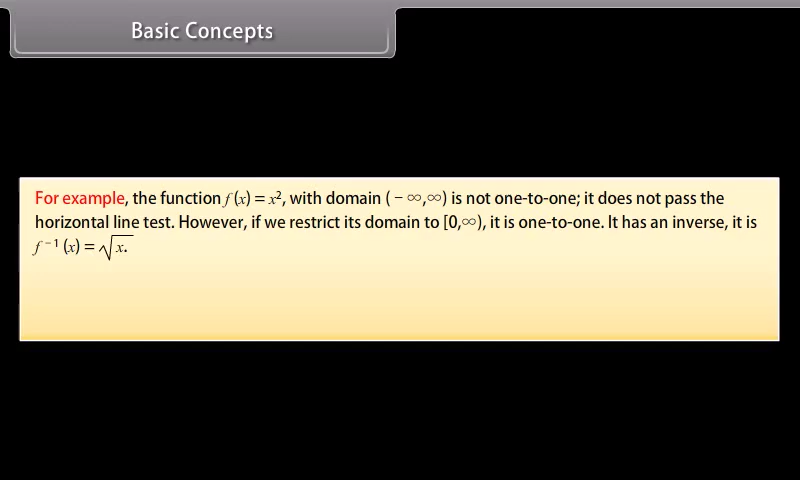 Basic Concepts
For example, the function f (x) = x², with domain ( − ∞,∞) is not one-to-one; it does not pass the
horizontal line test. However, if we restrict its domain to [0,∞), it is one-to-one. It has an inverse, it is
f⁻¹ (x) = √x.